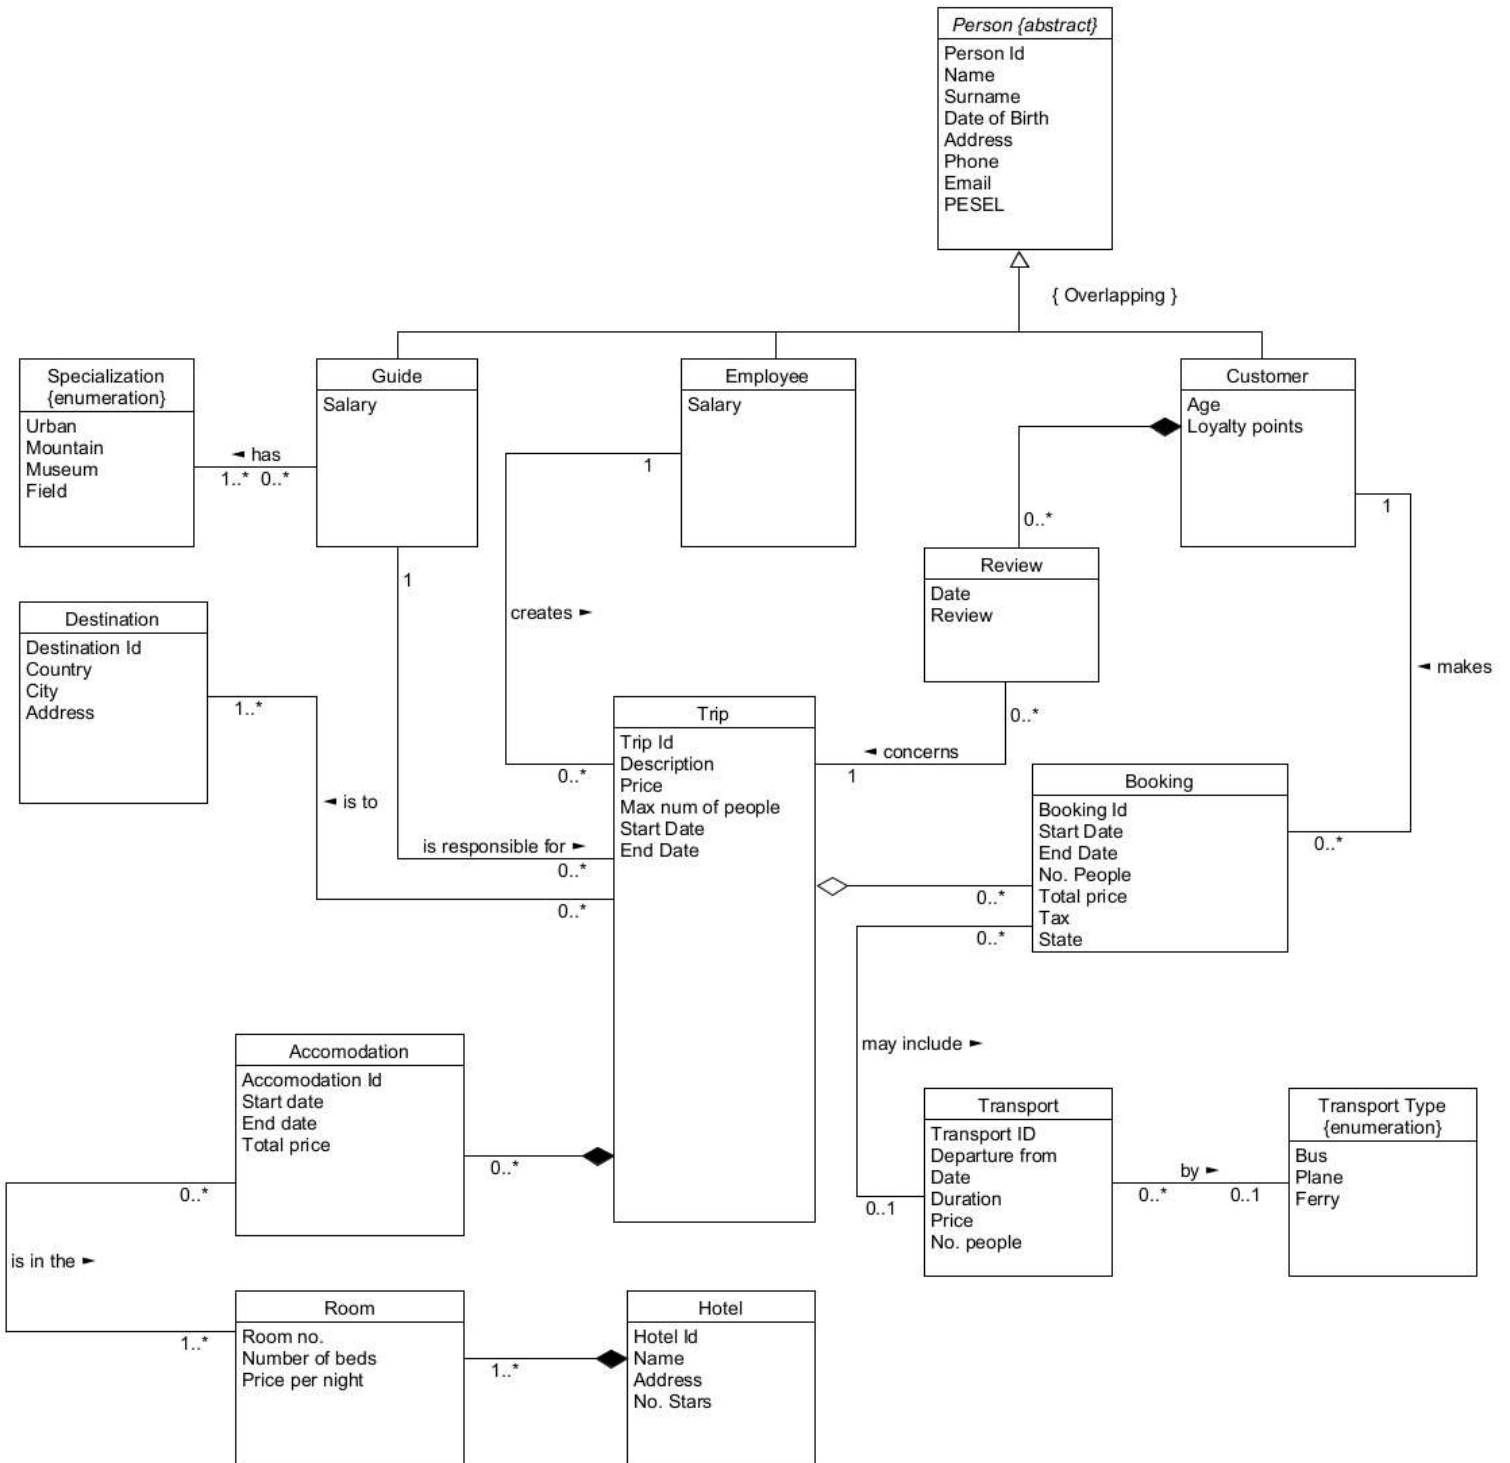 Person {abstract}
Person Id
Name
Surname
Date of Birth
Address
Phone
Email
PESEL
{ Overlapping }
Specialization
{enumeration}
Urban
Mountain
Museum
Field
◄ has
1..* 0..*
Guide
Salary
1
Employee
Salary
1
Customer
Age
Loyalty points
1
0..*
Review
Date
Review
0..*
creates ►
0..*
◄ makes
◄ concerns
1
Destination
Destination Id
Country
City
Address
1..*
◄ is to
is responsible for ►
0..*
0..*
Trip
Trip Id
Description
Price
Max num of people
Start Date
End Date
Booking
Booking Id
Start Date
End Date
No. People
Total price
Tax
State
0..*
0..*
0..*
may include ►
0..1
Accomodation
Accomodation Id
Start date
End date
Total price
0..*
0..*
is in the ►
1..*
Transport
Transport ID
Departure from
Date
Duration
Price
No. people
by ►
0..* 0..1
Transport Type
{enumeration}
Bus
Plane
Ferry
Room
Room no.
Number of beds
Price per night
1..*
Hotel
Hotel Id
Name
Address
No. Stars